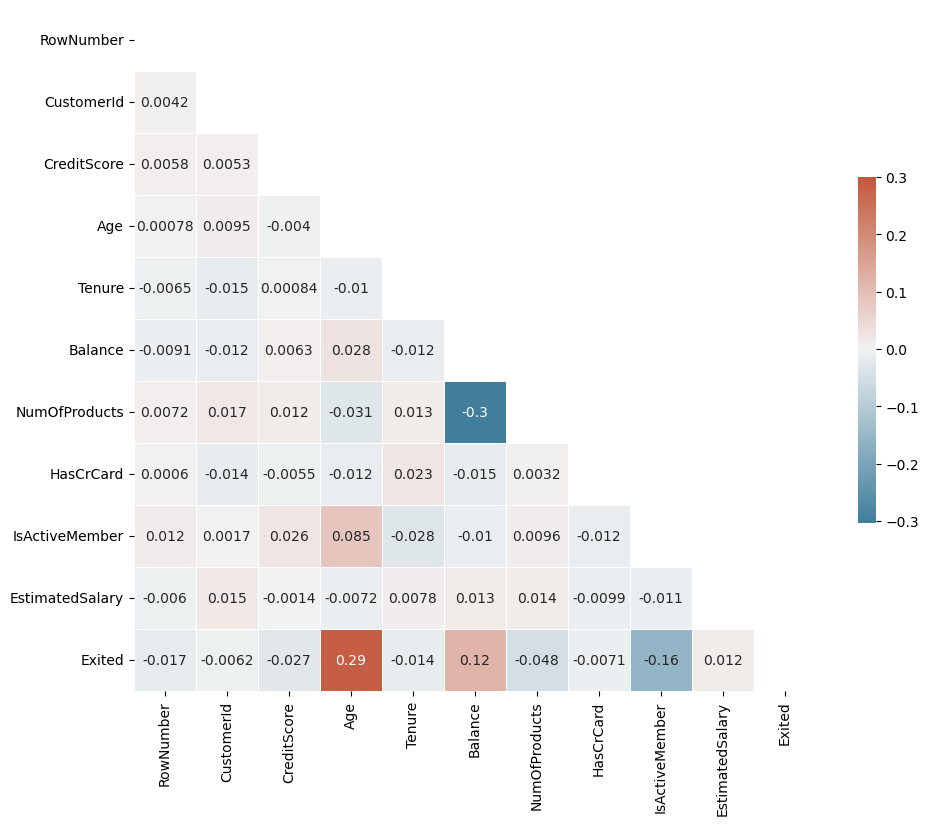 RowNumber
CustomerId 0.0042
CreditScore 0.0058 0.0053
0.3
Age 0.00078 0.0095 -0.004
0.2
Tenure -0.0065 -0.015 0.00084 -0.01
0.1
Balance -0.0091 -0.012 0.0063 0.028 -0.012
0.0
NumOfProducts 0.0072 0.017 0.012 -0.031 0.013 -0.3
−0.1
HasCrCard 0.0006 -0.014 -0.0055 -0.012 0.023 -0.015 0.0032
−0.2
IsActiveMember 0.012 0.0017 0.026 0.085 -0.028 -0.01 0.0096 -0.012
−0.3
EstimatedSalary -0.006 0.015 -0.0014 -0.0072 0.0078 0.013 0.014 -0.0099 -0.011
Exited -0.017 -0.0062 -0.027 0.29 -0.014 0.12 -0.048 -0.0071 -0.16 0.012
RowNumber
CustomerId
CreditScore
Age
Tenure
Balance
NumOfProducts
HasCrCard
IsActiveMember
EstimatedSalary
Exited